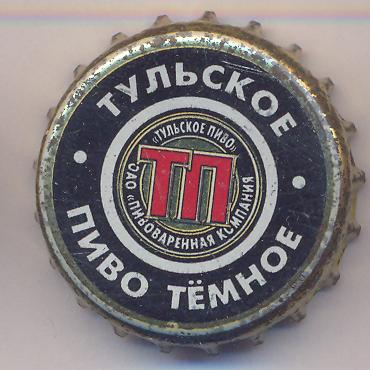 ТУЛЬСКОЕ
ПИВО ТЁМНОЕ
«ТУЛЬСКОЕ ПИВО»
ТП
ОАО «ПИВОВАРЕННАЯ КОМПАНИЯ